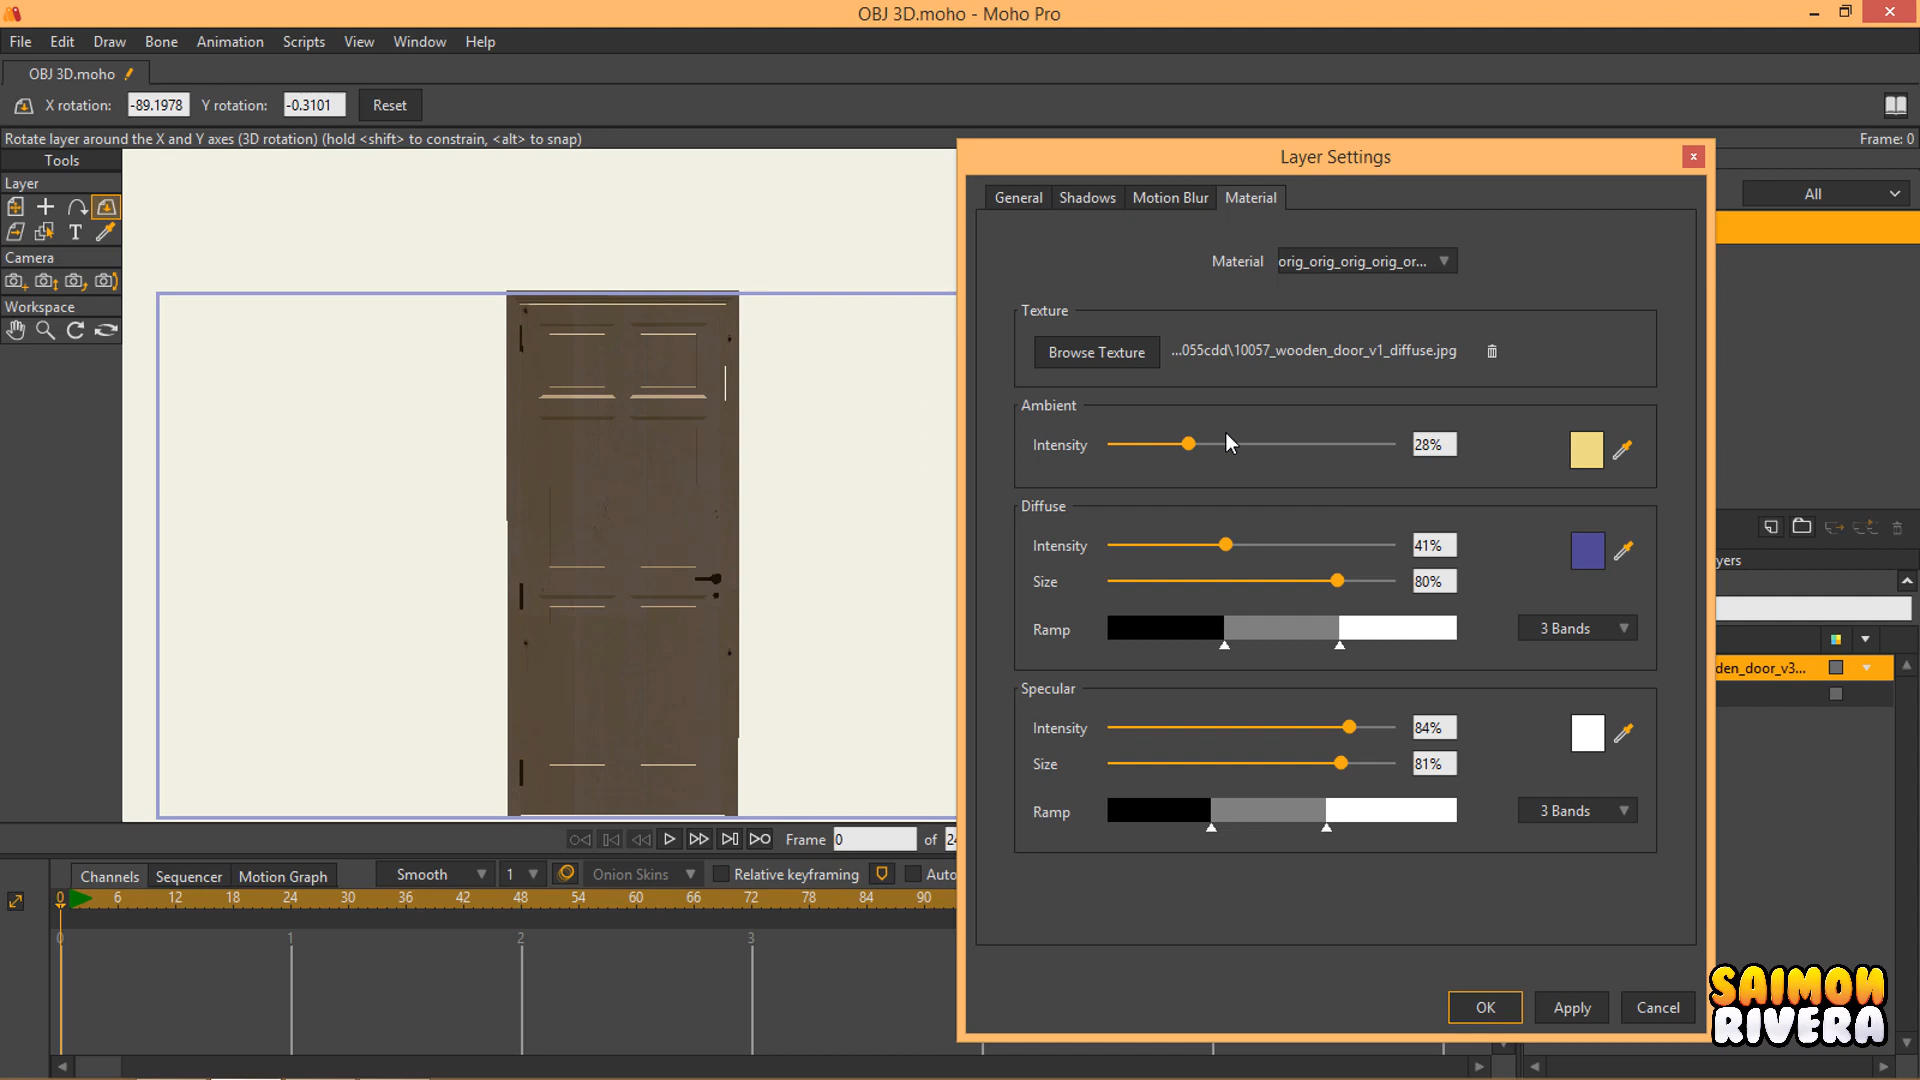 OBJ 3D.moho - Moho Pro
File Edit Draw Bone Animation Scripts View Window Help
OBJ 3D.moho
X rotation: -89.1978 Y rotation: -0.3101 Reset
Rotate layer around the X and Y axes (3D rotation) (hold <shift> to constrain, <alt> to snap)
Frame: 0
Tools
Layer
T
Camera
Workspace
Layer Settings
General Shadows Motion Blur Material
All
Material orig_orig_orig_orig_or...
Texture
Browse Texture ...055cdd\10057_wooden_door_v1_diffuse.jpg
Ambient
Intensity 28%
Diffuse
Intensity 41%
Size 80%
Ramp 3 Bands
Specular
Intensity 84%
Size 81%
Ramp 3 Bands
OK Apply Cancel
yers
den_door_v3...
Frame 0 of 24
Channels Sequencer Motion Graph Smooth 1 Onion Skins Relative keyframing Auto
0 6 12 18 24 30 36 42 48 54 60 66 72 78 84 90
0 1 2 3
SAIMON
RIVERA